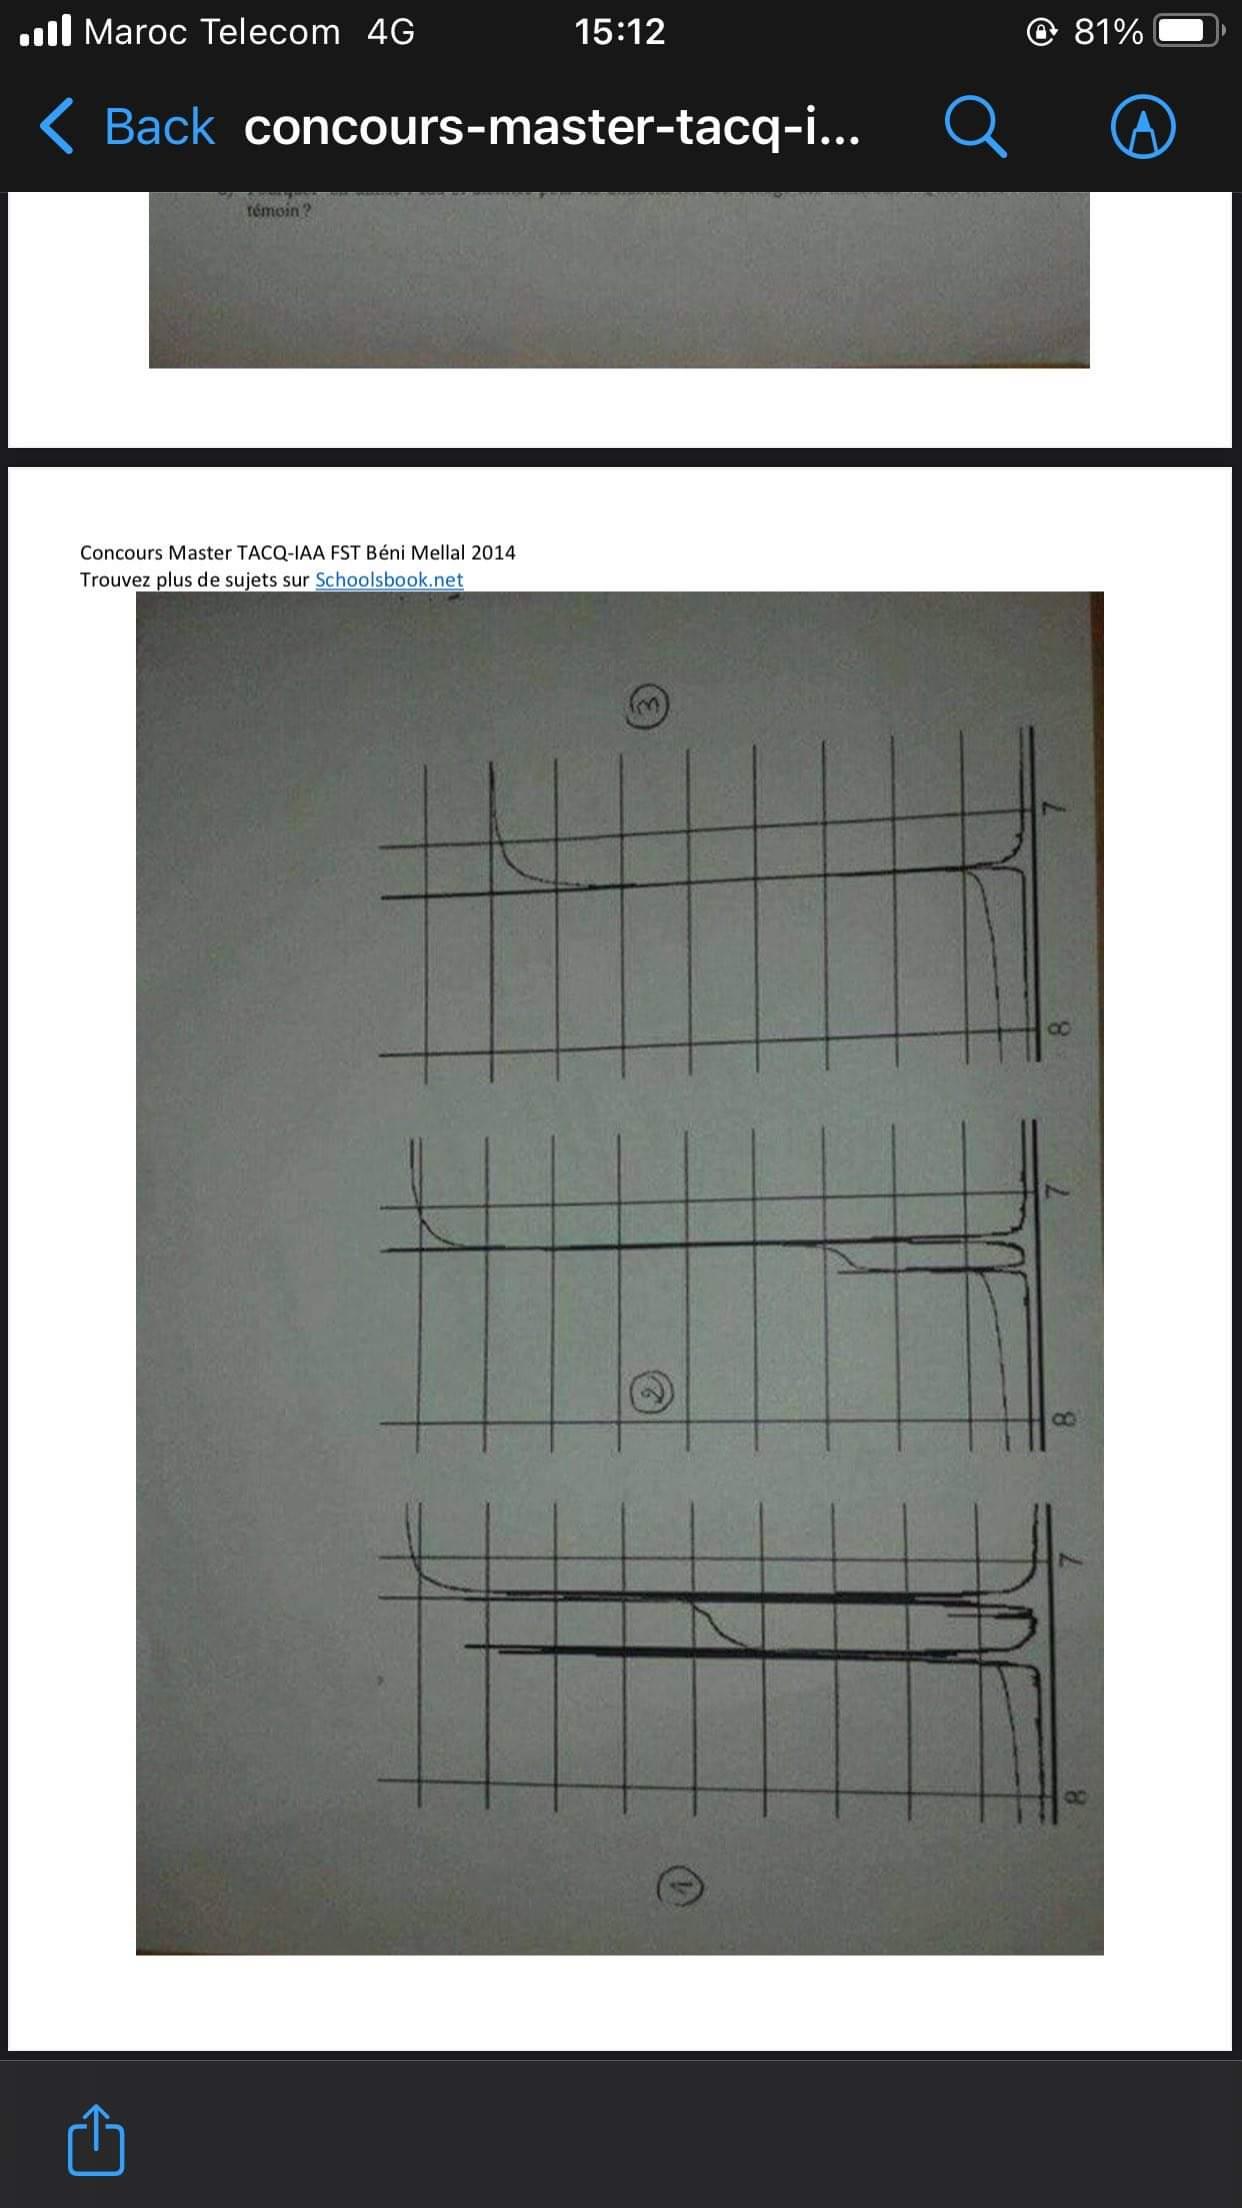 Maroc Telecom 4G 15:12 81%
Back concours-master-tacq-i...
témoin ?
Concours Master TACQ-IAA FST Béni Mellal 2014
Trouvez plus de sujets sur Schoolsbook.net
3
7
8
7
2
8
7
8
1